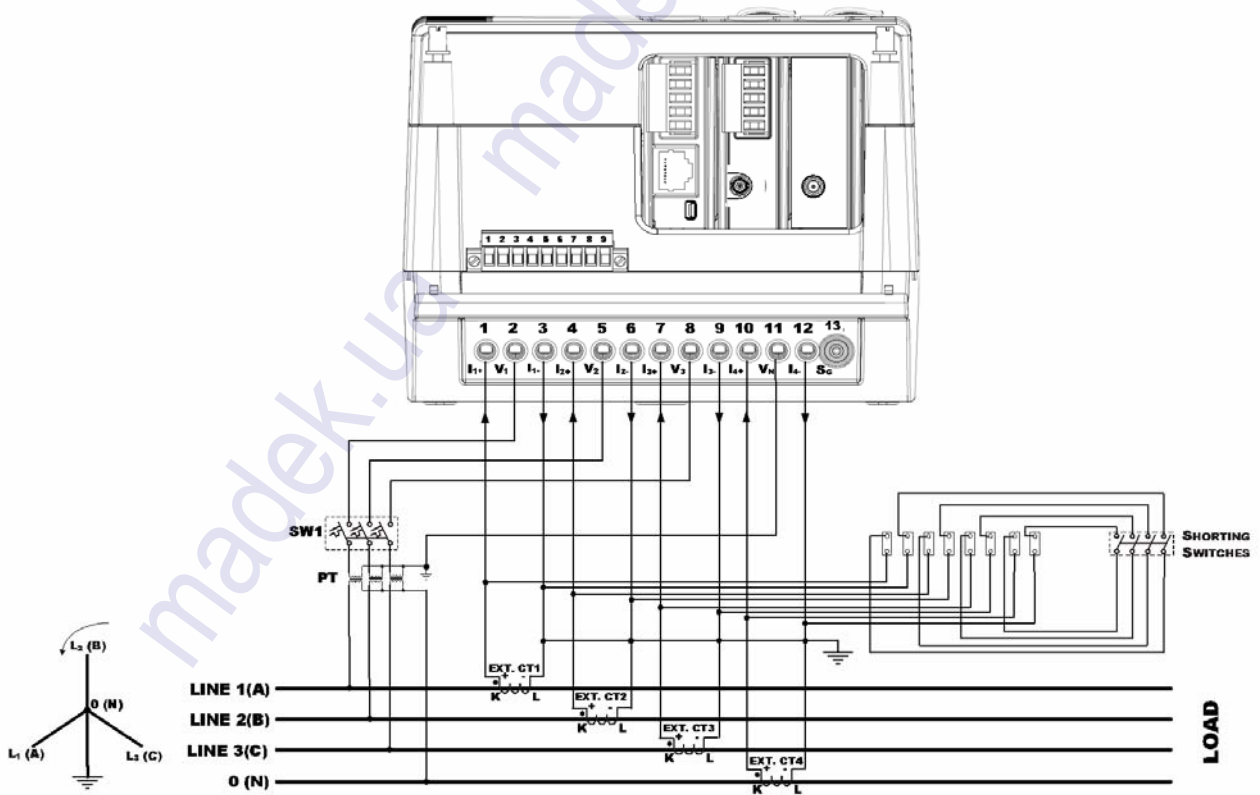 madek.ua
madek
1 2 3 4 5 6 7 8 9
1 2 3 4 5 6 7 8 9 10 11 12 13
I1+ V1 I1- I2+ V2 I2- I3+ V3 I3- I4+ VN I4- SG
SW1
PT
SHORTING
SWITCHES
L2 (B)
0 (N)
L1 (A)
L3 (C)
EXT. CT1
+ -
K L
LINE 1(A)
EXT. CT2
+ -
K L
LINE 2(B)
EXT. CT3
+ -
K L
LINE 3(C)
EXT. CT4
+ -
K L
0 (N)
LOAD